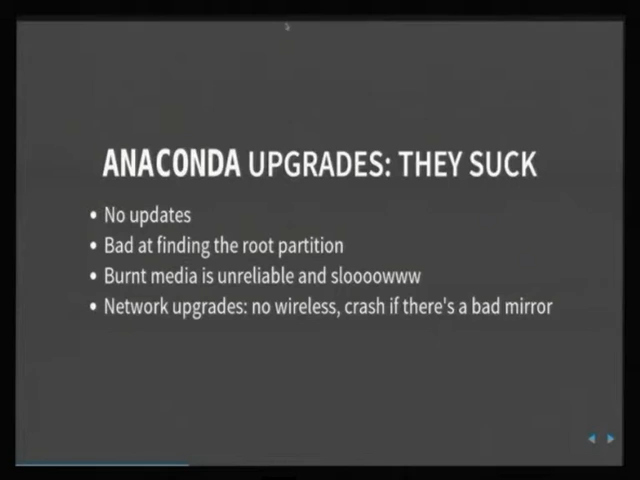 ANACONDA UPGRADES: THEY SUCK
• No updates
• Bad at finding the root partition
• Burnt media is unreliable and sloooowww
• Network upgrades: no wireless, crash if there's a bad mirror